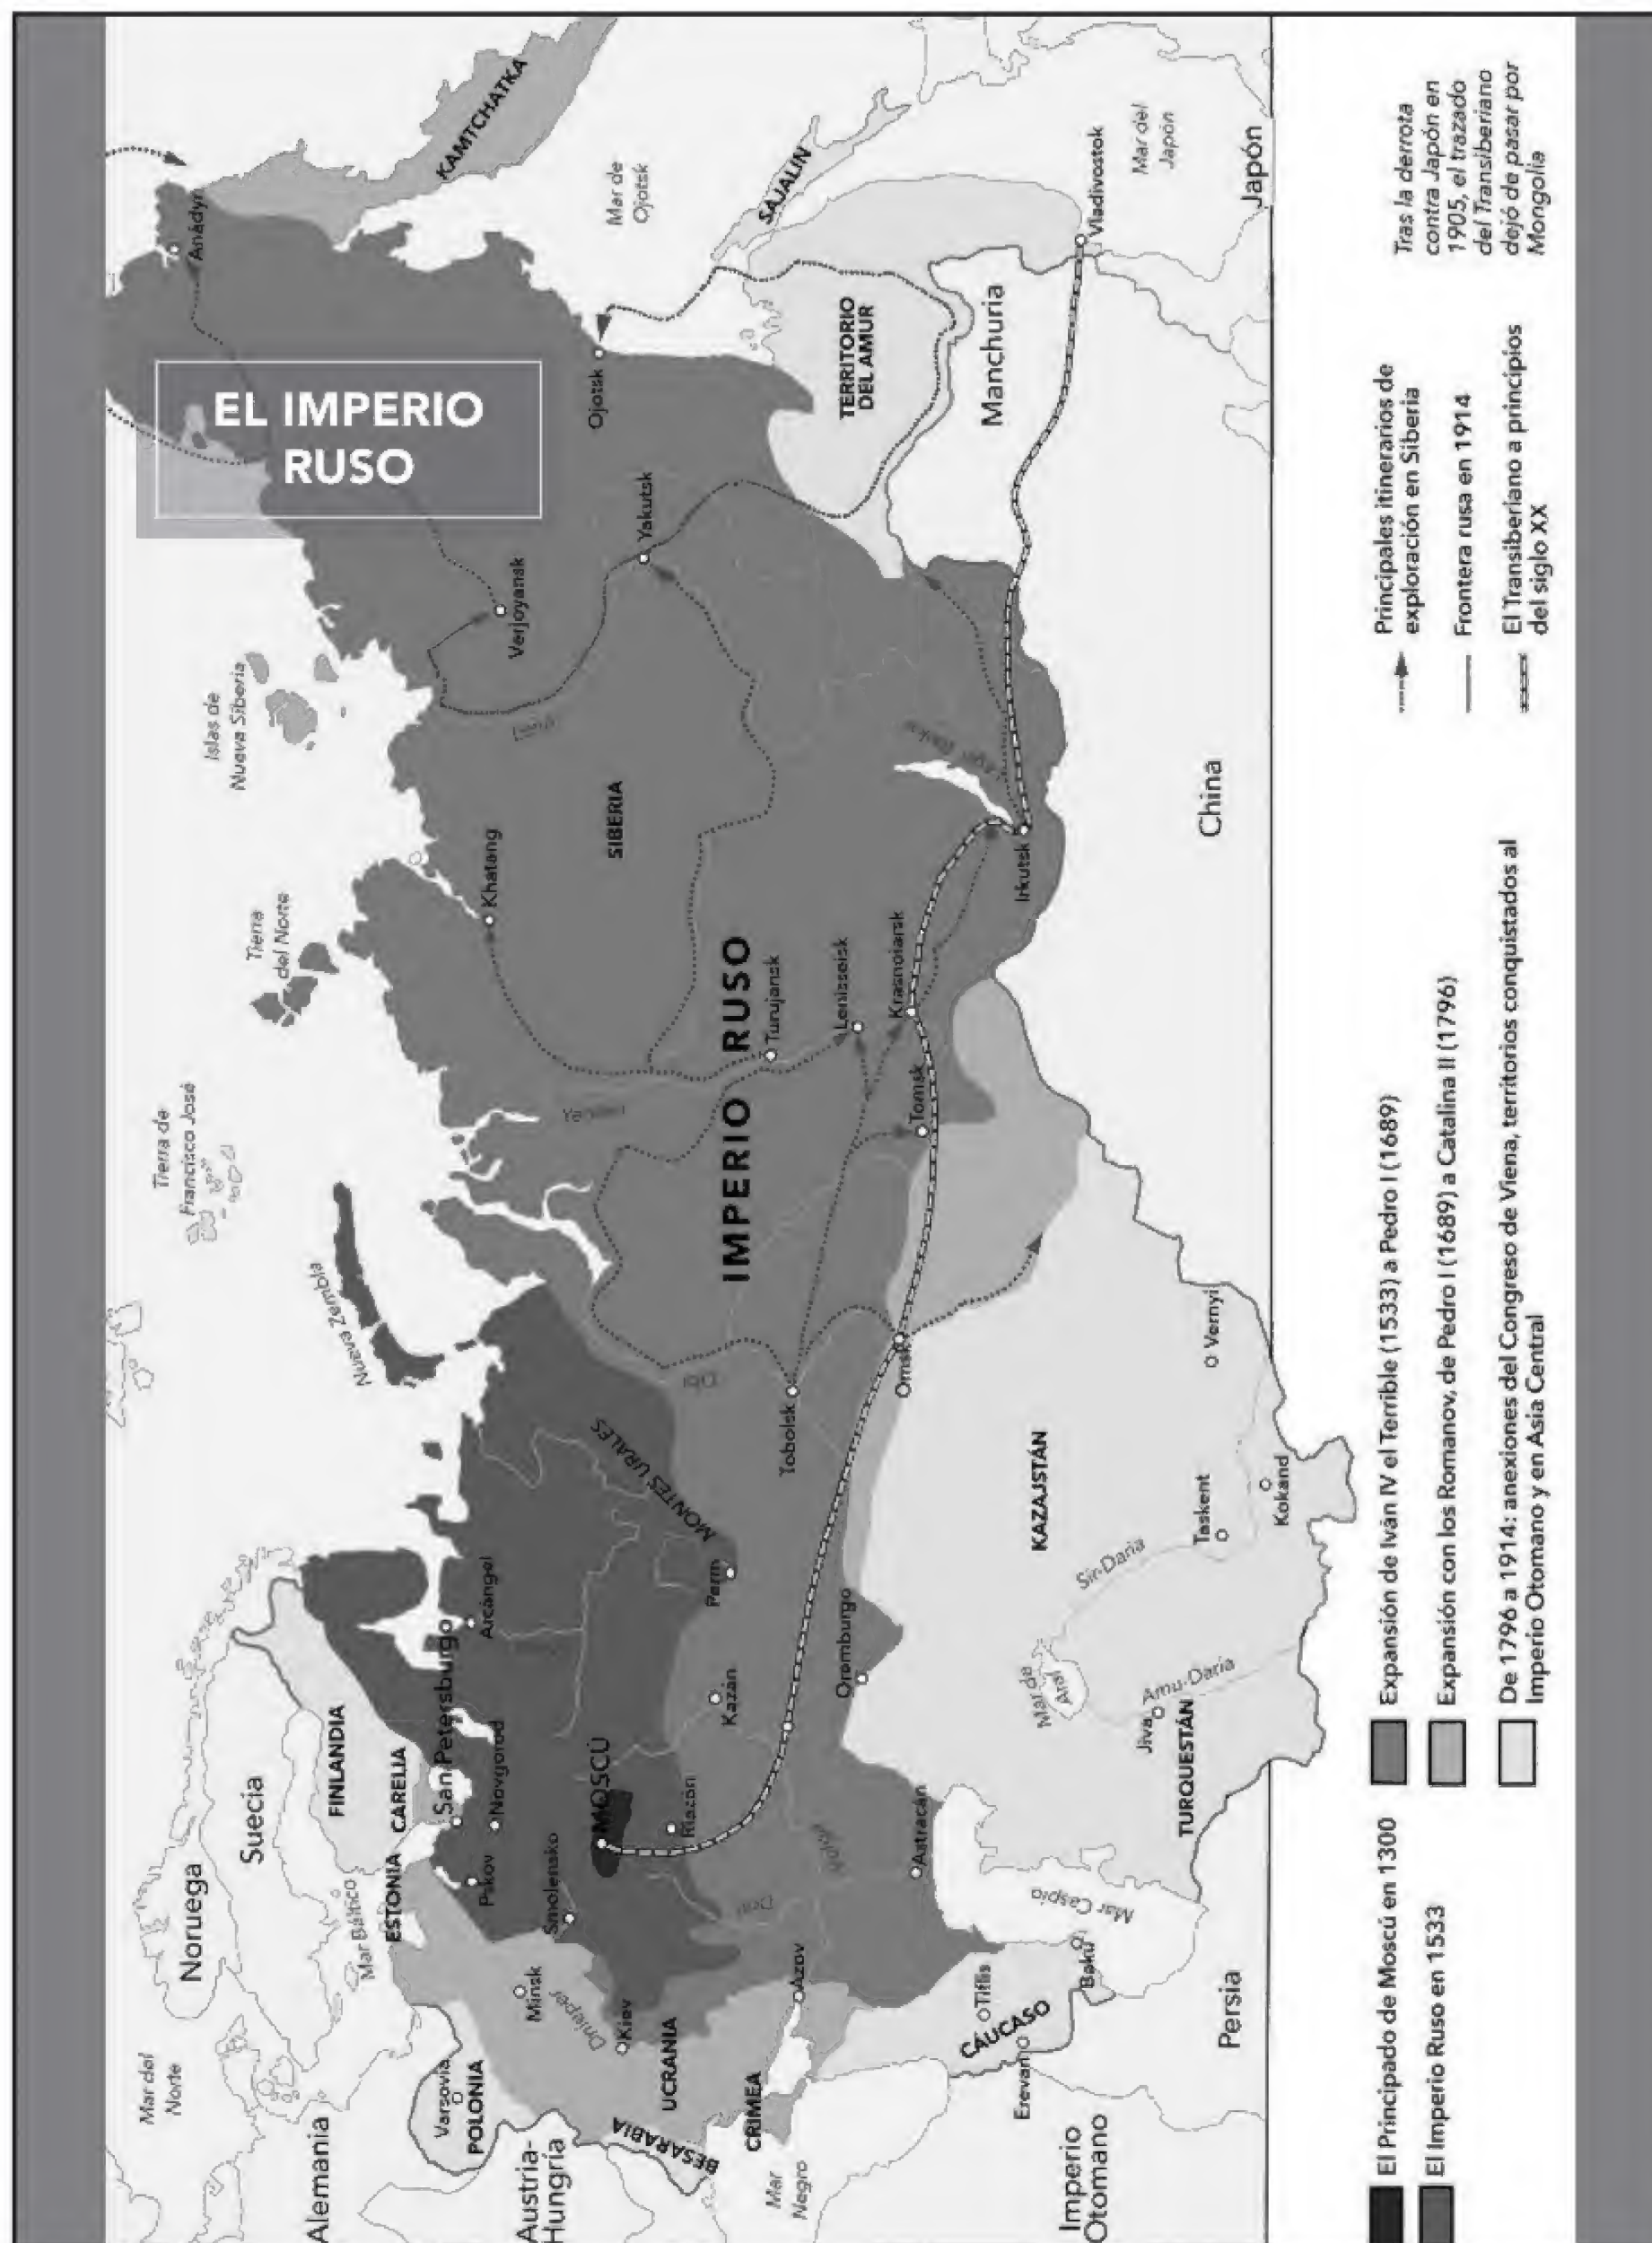 EL IMPERIO
RUSO
Noruega
Suecia
Mar del
Norte
Alemania
Mar Báltico
FINLANDIA
CARELIA
ESTONIA
San Petersburgo
Novgorod
Pskov
Arcángel
Smolensko
MOSCÚ
Riazán
Kazán
Perm
MONTES URALES
Nueva Zembla
Tierra de
Francisco José
Tierra
del Norte
Islas de
Nueva Siberia
Varsovia
POLONIA
Minsk
Dnieper
Kiev
UCRANIA
Austria-
Hungría
BESARABIA
CRIMEA
Mar
Negro
Azov
Don
Volga
Astracán
Oremburgo
Obi
Tobolsk
Omsk
Tomsk
IMPERIO RUSO
Turujansk
Khatang
SIBERIA
Krasnoiarsk
Irkutsk
Verjoyansk
Yakutsk
Ojotsk
Anádyr
KAMTCHATKA
Mar de
Ojotsk
SAJALIN
TERRITORIO
DEL AMUR
Manchuria
Vladivostok
Mar del
Japón
Japón
China
KAZAJSTÁN
Vernyi
Taskent
Kokand
Sir-Daria
Mar de
Aral
Amu-Daria
Jiva
TURQUESTÁN
Mar Caspio
Bakú
Tiflis
CÁUCASO
Erevan
Imperio
Otomano
Persia
El Principado de Moscú en 1300
El Imperio Ruso en 1533
Expansión de Iván IV el Terrible (1533) a Pedro I (1689)
Expansión con los Romanov, de Pedro I (1689) a Catalina II (1796)
De 1796 a 1914: anexiones del Congreso de Viena, territorios conquistados al
Imperio Otomano y en Asia Central
Principales itinerarios de
exploración en Siberia
Frontera rusa en 1914
El Transiberiano a principios
del siglo XX
Tras la derrota
contra Japón en
1905, el trazado
del Transiberiano
dejó de pasar por
Mongolia